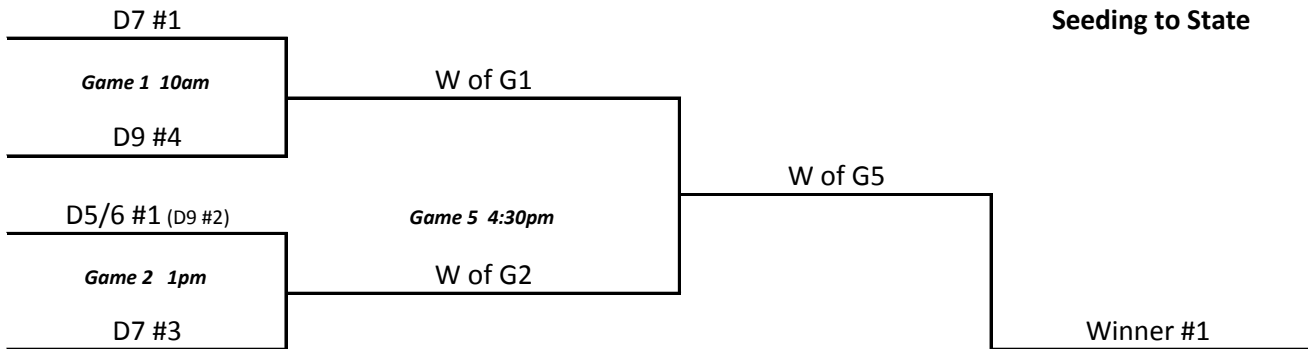 D7 #1
Seeding to State
Game 1 10am
W of G1
D9 #4
W of G5
D5/6 #1 (D9 #2)
Game 5 4:30pm
Game 2 1pm
W of G2
D7 #3
Winner #1